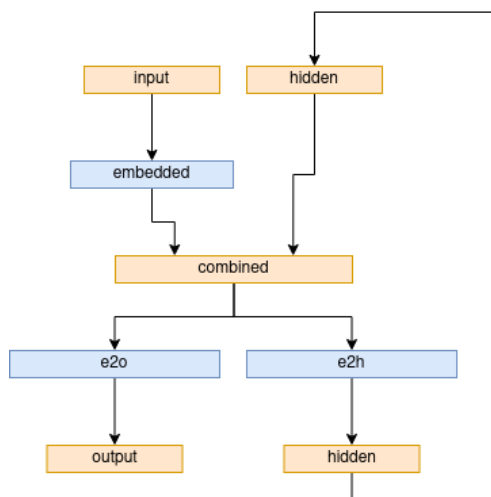 input
hidden
embedded
combined
e2o
e2h
output
hidden